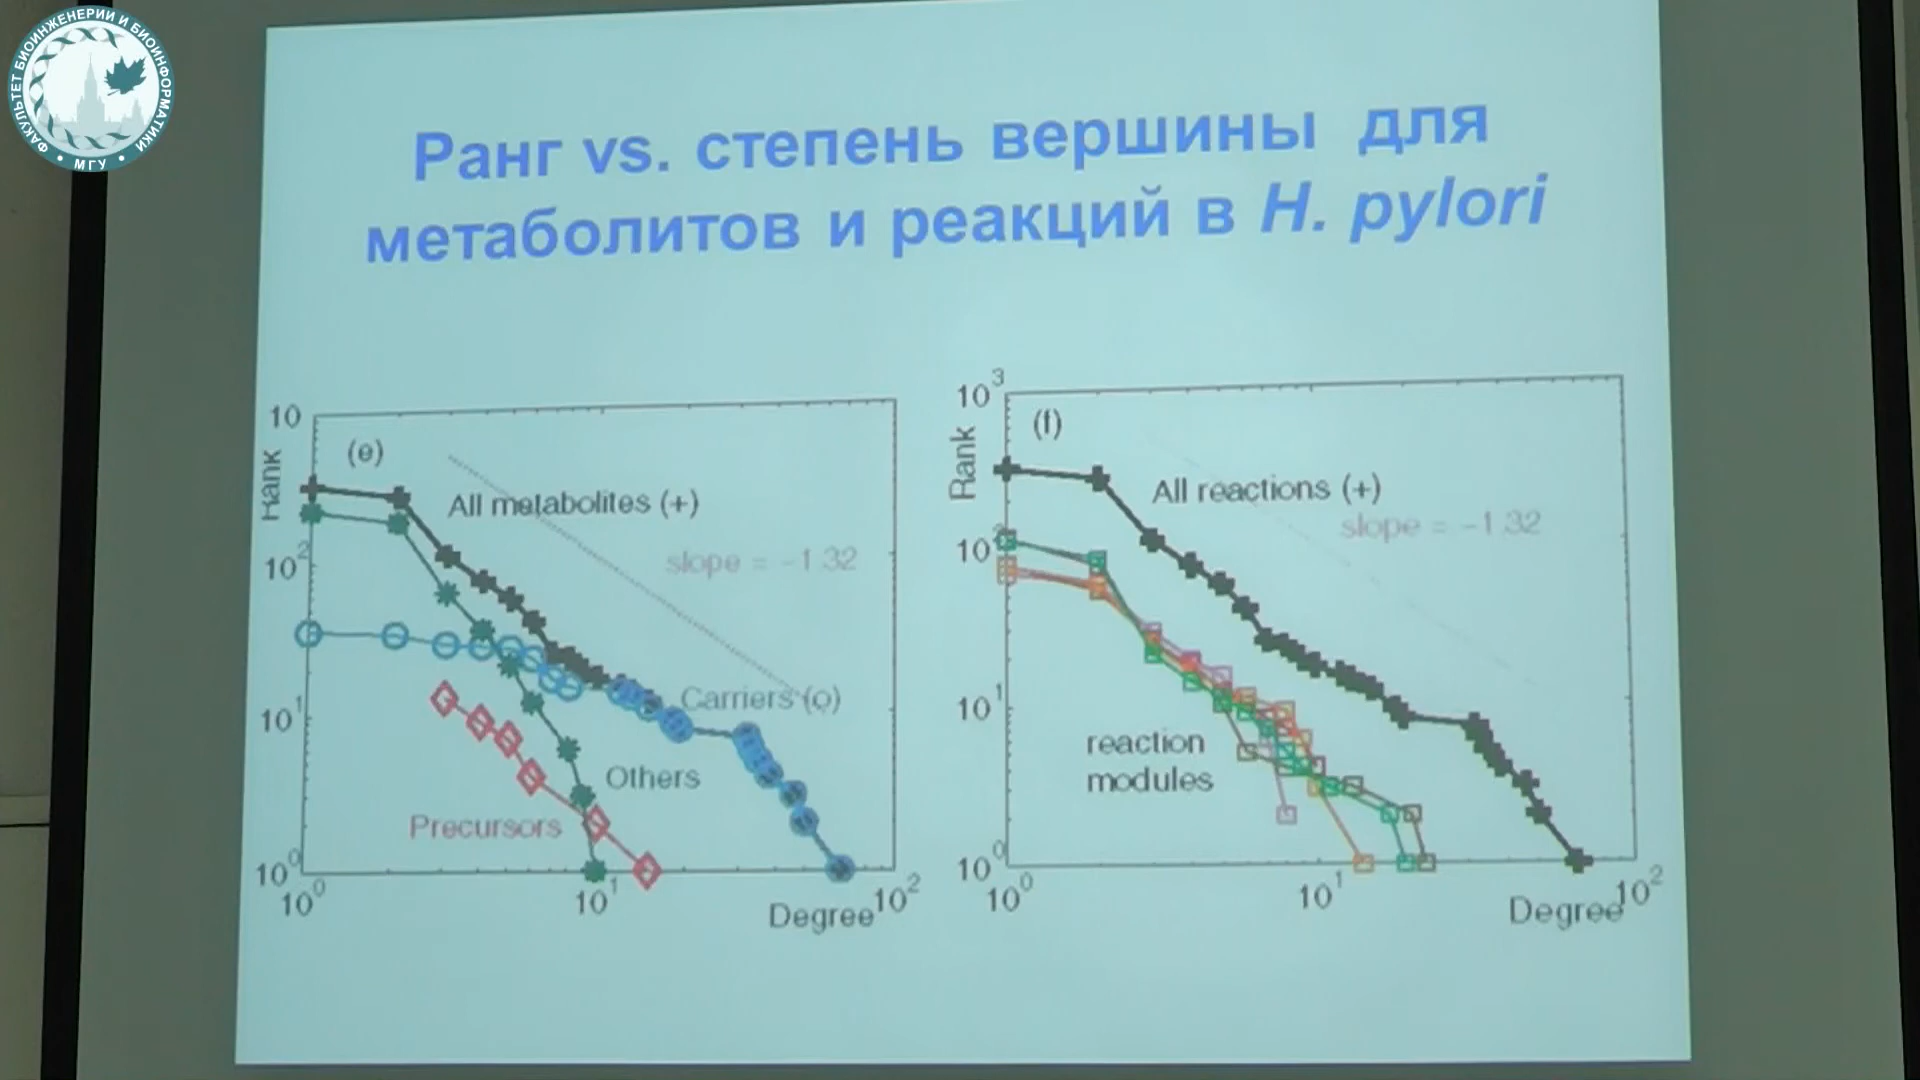 ФАКУЛЬТЕТ БИОИНЖЕНЕРИИ И БИОИНФОРМАТИКИ
• МГУ •
Ранг vs. степень вершины для
метаболитов и реакций в H. pylori
10
Rank
(e)
All metabolites (+)
slope = -1.32
10²
Carriers (o)
10¹
Others
Precursors
10⁰
10⁰
10¹
Degree
10²
10³
Rank
(f)
All reactions (+)
slope = -1.32
10²
10¹
reaction
modules
10⁰
10⁰
10¹
Degree
10²